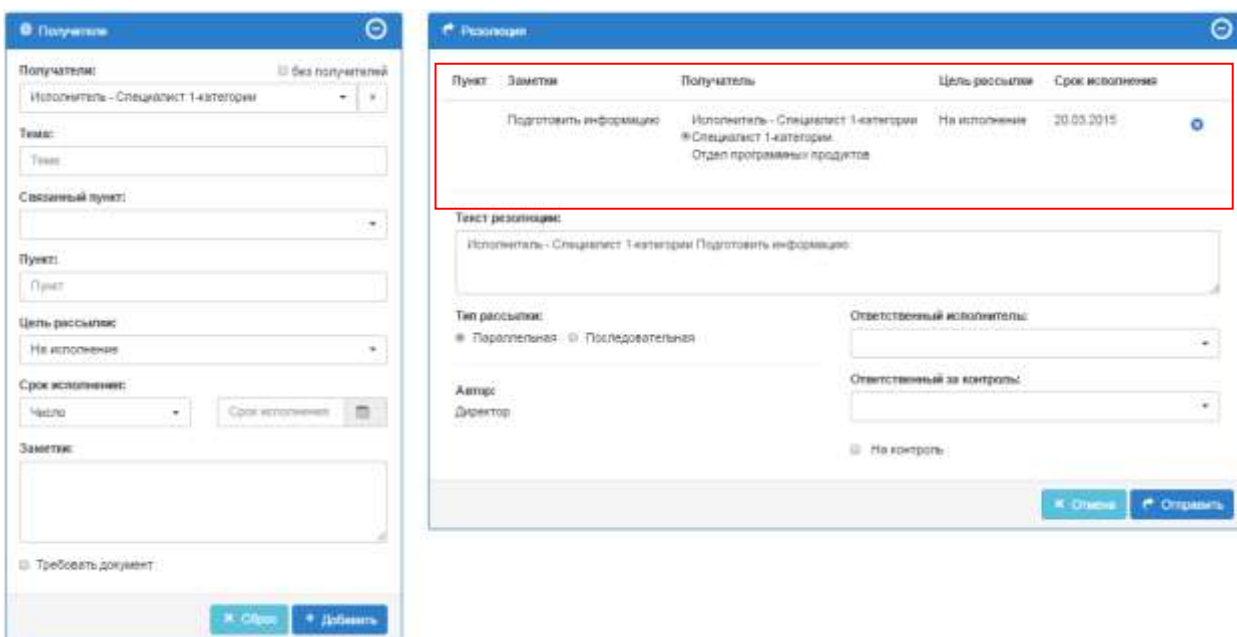 Получатели
Получатели:
без получателей
Исполнитель - Специалист 1-категории
Тема:
Тема
Связанный пункт:
Пункт:
Пункт
Цель рассылки:
На исполнение
Срок исполнения:
Число
Срок исполнения
Заметки:
Требовать документ
Сброс
Добавить
Резолюция
Пункт Заметки Получатель Цель рассылки Срок исполнения
Подготовить информацию Исполнитель - Специалист 1-категории На исполнение 20.03.2015
Специалист 1-категории
Отдел программных продуктов
Текст резолюции:
Исполнитель - Специалист 1-категории Подготовить информацию
Тип рассылки:
Параллельная Последовательная
Ответственный исполнитель:
Автор:
Директор
Ответственный за контроль:
На контроль
Отмена
Отправить